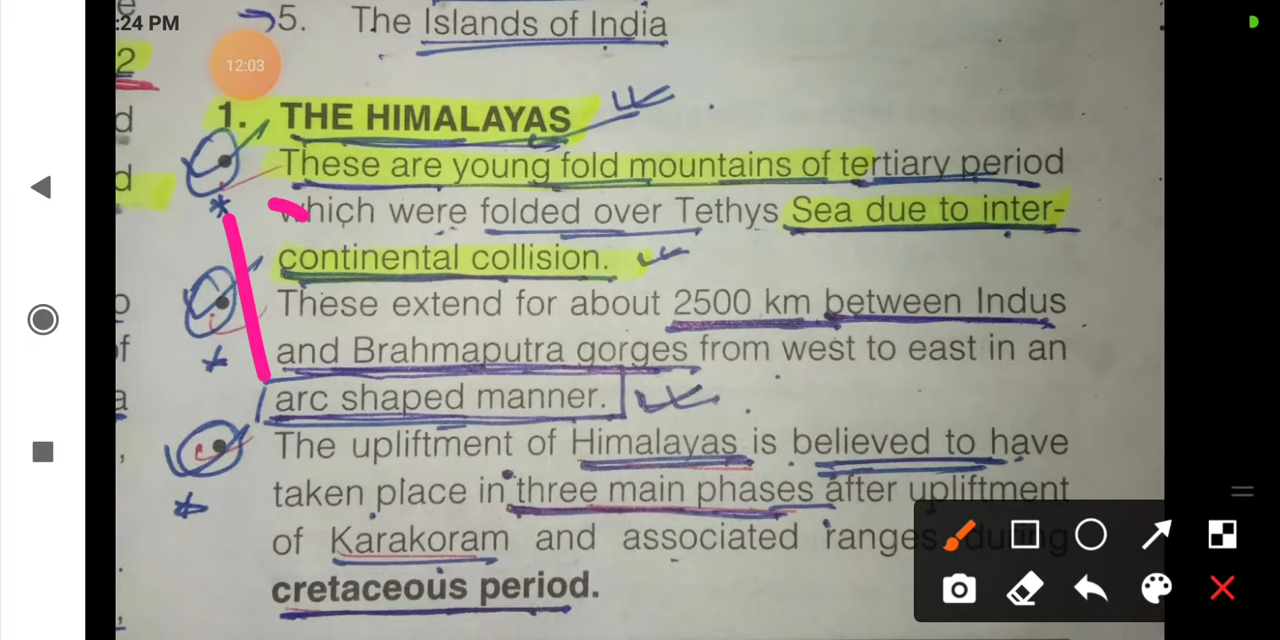 :24 PM
5. The Islands of India
2
12:03
d
1. THE HIMALAYAS
d
These are young fold mountains of tertiary period
which were folded over Tethys Sea due to inter-
continental collision.
These extend for about 2500 km between Indus
f and Brahmaputra gorges from west to east in an
a arc shaped manner.
The upliftment of Himalayas is believed to have
taken place in three main phases after upliftment
of Karakoram and associated ranges during
cretaceous period.